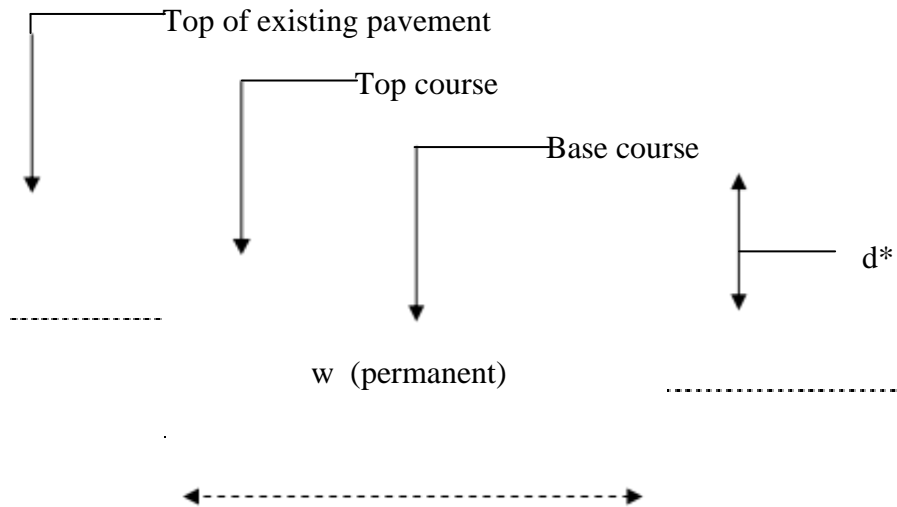 Top of existing pavement
Top course
Base course
d*
w (permanent)